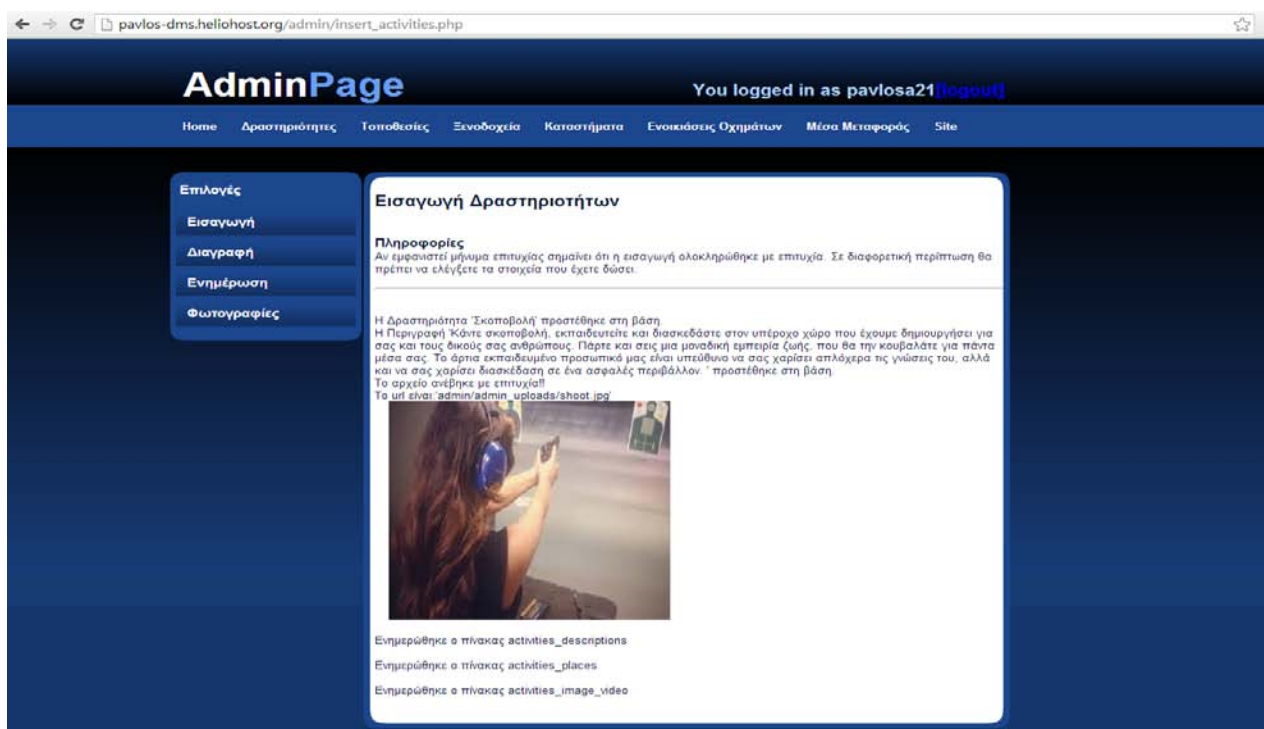 pavlos-dms.heliohost.org/admin/insert_activities.php
AdminPage
You logged in as pavlosa21[logout]
Home Δραστηριότητες Τοποθεσίες Ξενοδοχεία Καταστήματα Ενοικιάσεις Οχημάτων Μέσα Μεταφοράς Site
Επιλογές
Εισαγωγή
Διαγραφή
Ενημέρωση
Φωτογραφίες
Εισαγωγή Δραστηριοτήτων
Πληροφορίες
Αν εμφανιστεί μήνυμα επιτυχίας σημαίνει ότι η εισαγωγή ολοκληρώθηκε με επιτυχία. Σε διαφορετική περίπτωση θα
πρέπει να ελέγξετε τα στοιχεία που έχετε δώσει.
Η Δραστηριότητα 'Σκοποβολή' προστέθηκε στη βάση.
Η Περιγραφή 'Κάντε σκοποβολή, εκπαιδευτείτε και διασκεδάστε στον υπέροχο χώρο που έχουμε δημιουργήσει για
σας και τους δικούς σας ανθρώπους. Πάρτε και σεις μια μοναδική εμπειρία ζωής, που θα την κουβαλάτε για πάντα
μέσα σας. Το άρτια εκπαιδευμένο προσωπικό μας είναι υπεύθυνο να σας χαρίσει απλόχερα τις γνώσεις του, αλλά
και να σας χαρίσει διασκέδαση σε ένα ασφαλές περιβάλλον. ' προστέθηκε στη βάση.
Το αρχείο ανέβηκε με επιτυχία!!
Το url είναι:'admin/admin_uploads/shoot.jpg'
Ενημερώθηκε ο πίνακας activities_descriptions
Ενημερώθηκε ο πίνακας activities_places
Ενημερώθηκε ο πίνακας activities_image_video